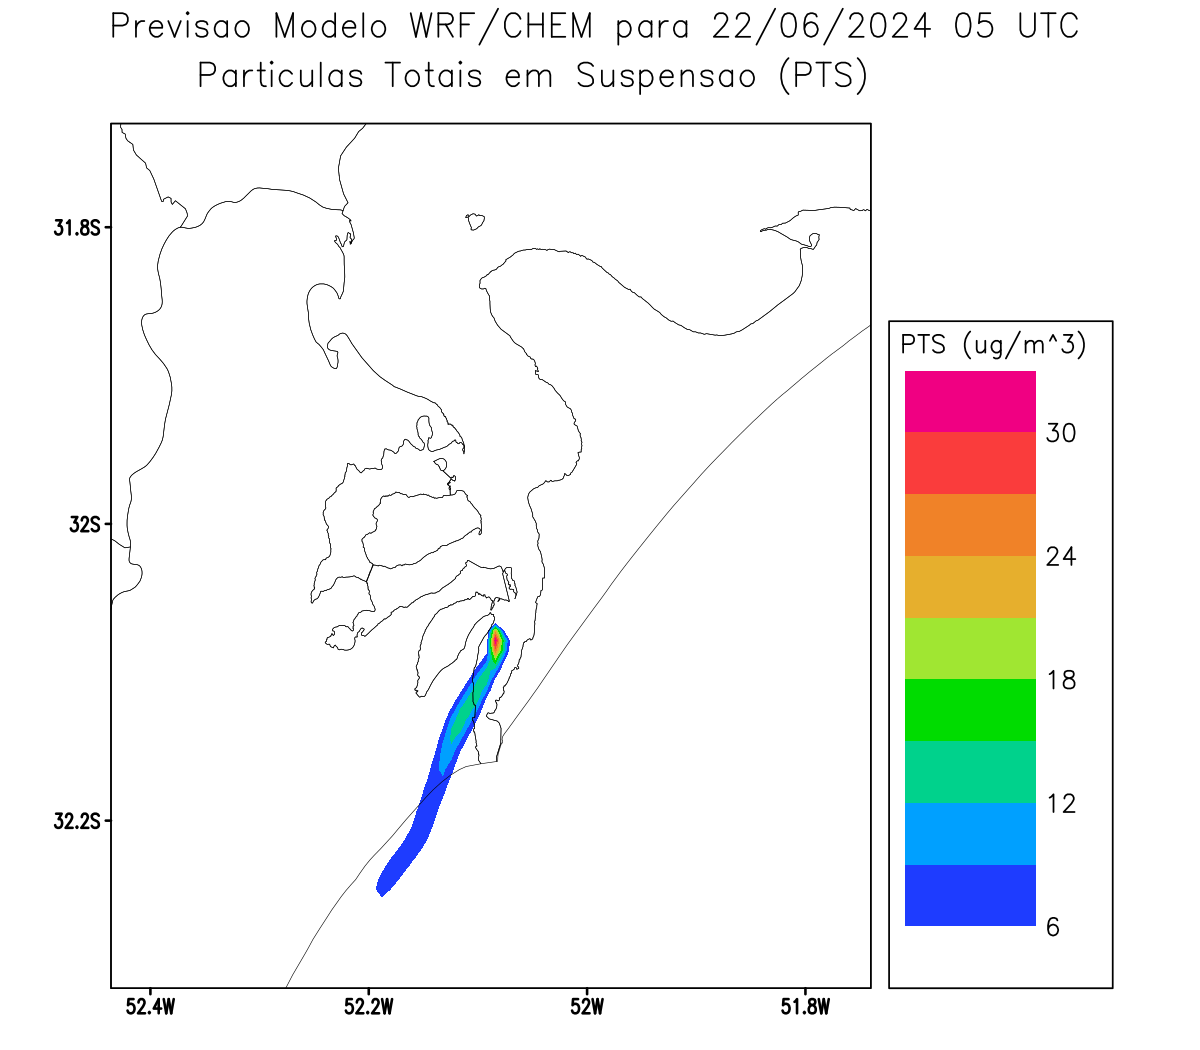 Previsao Modelo WRF/CHEM para 22/06/2024 05 UTC
Particulas Totais em Suspensao (PTS)
31.8S
32S
32.2S
52.4W
52.2W
52W
51.8W
PTS (ug/m^3)
30
24
18
12
6